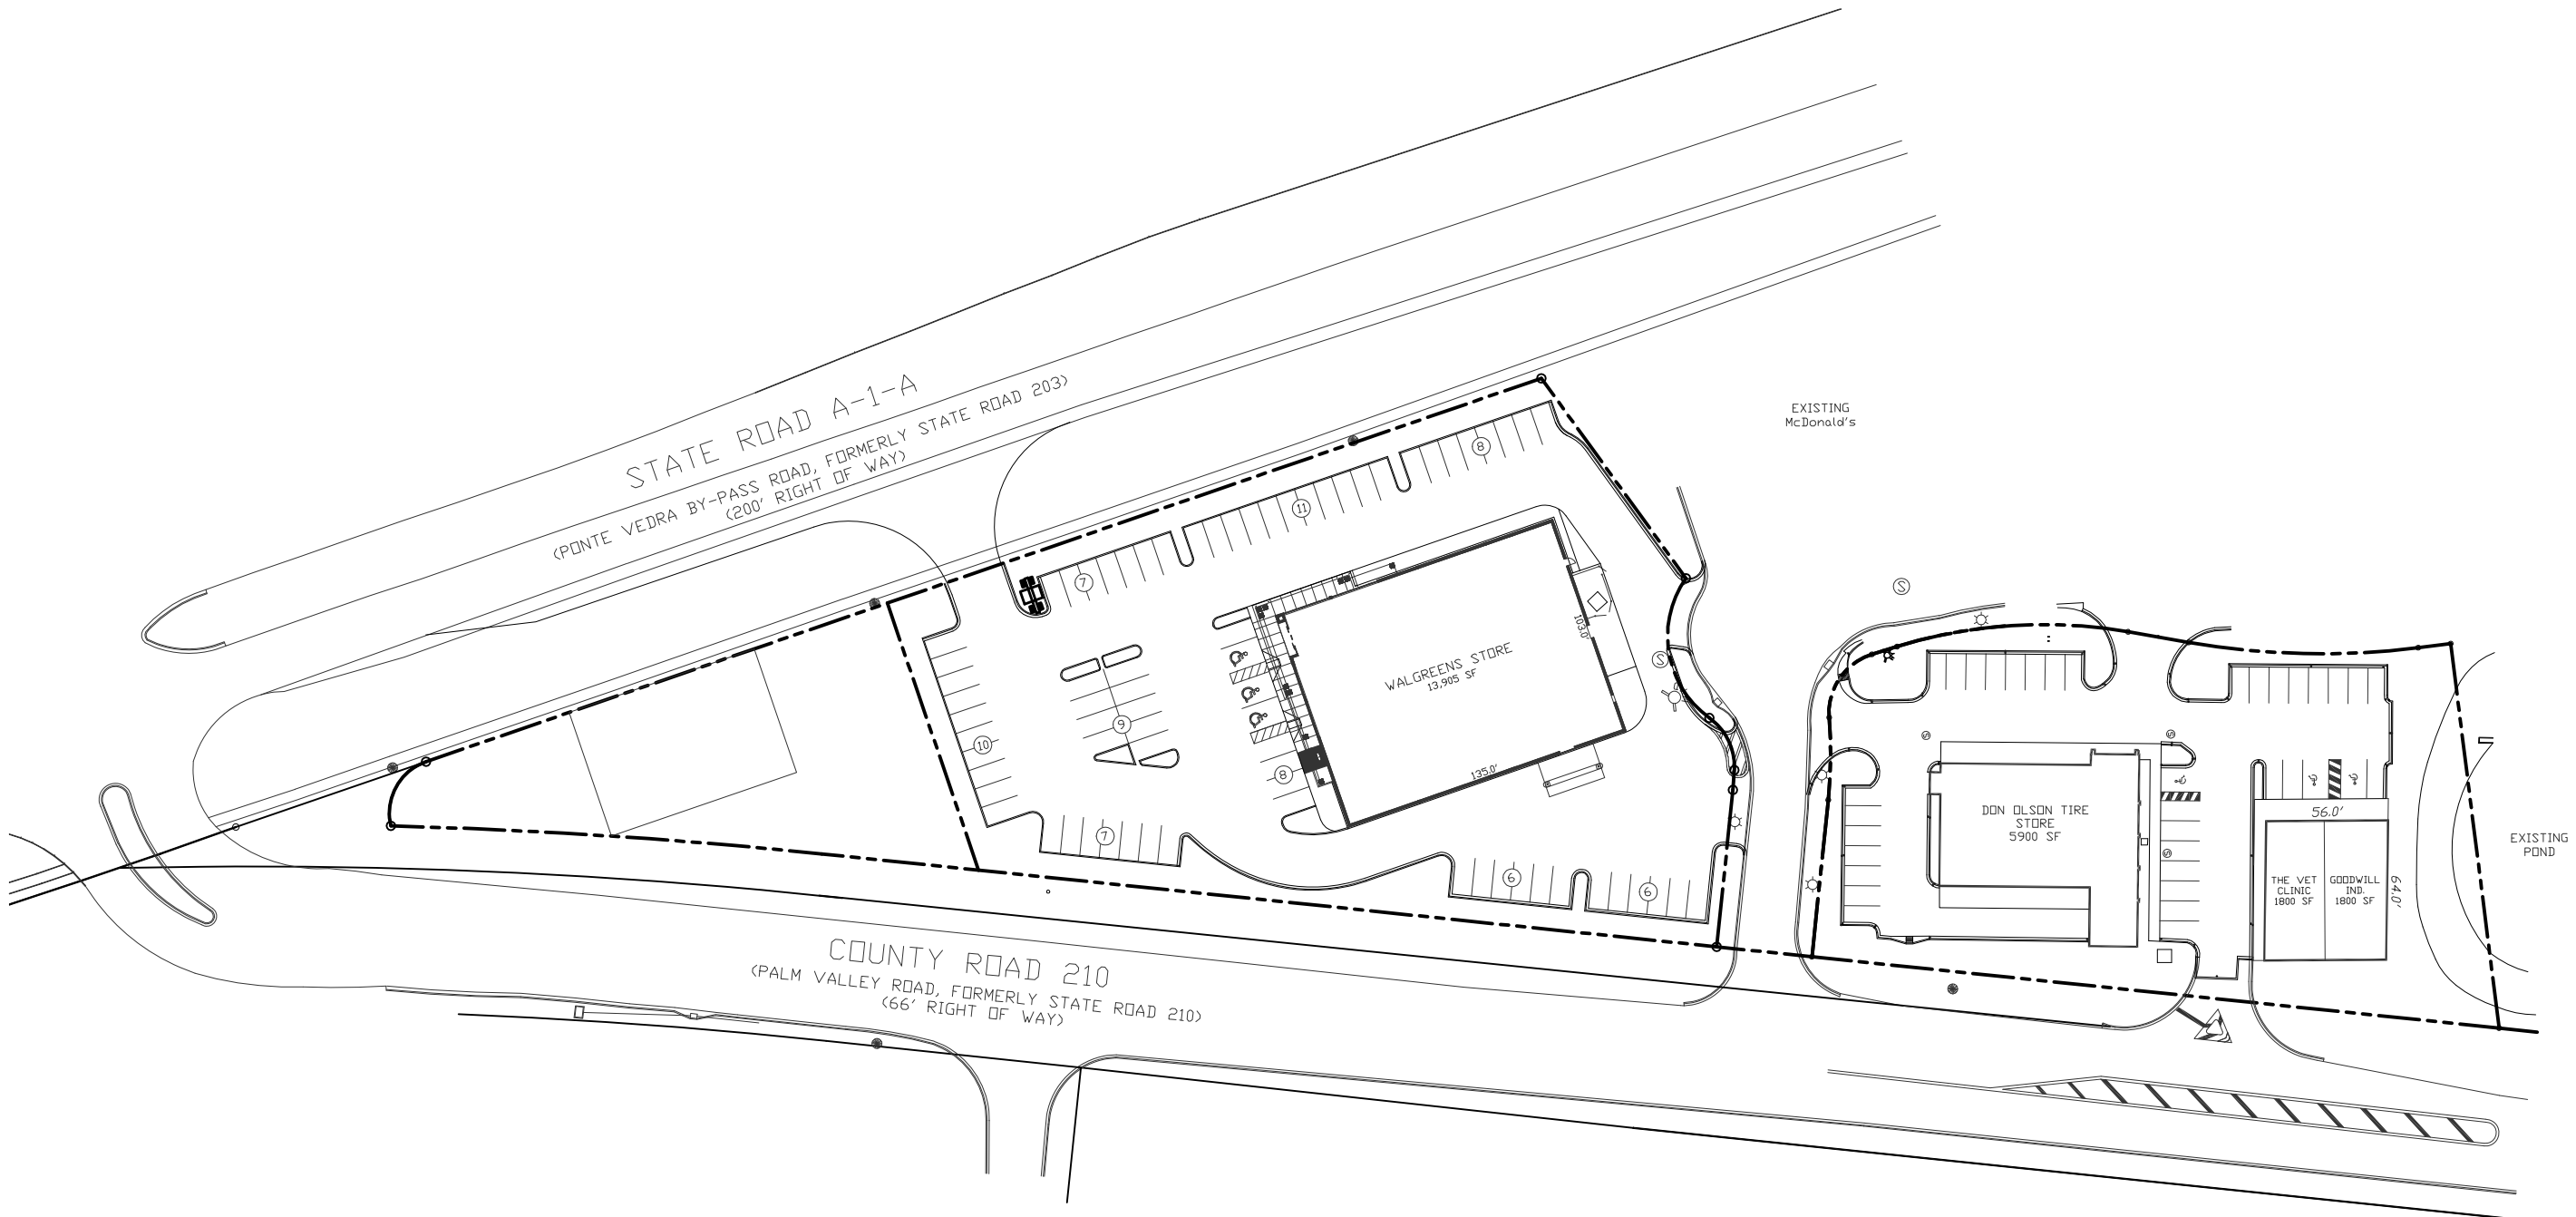 STATE ROAD A-1-A
(PONTE VEDRA BY-PASS ROAD, FORMERLY STATE ROAD 203)
(200' RIGHT OF WAY)
EXISTING
McDonald's
8
11
7
S
WALGREENS STORE
13,905 SF
103.0'
135.0'
S
9
10
8
7
6
6
DON OLSON TIRE
STORE
5900 SF
56.0'
THE VET
CLINIC
1800 SF
GOODWILL
IND.
1800 SF
64.0'
EXISTING
POND
COUNTY ROAD 210
(PALM VALLEY ROAD, FORMERLY STATE ROAD 210)
(66' RIGHT OF WAY)